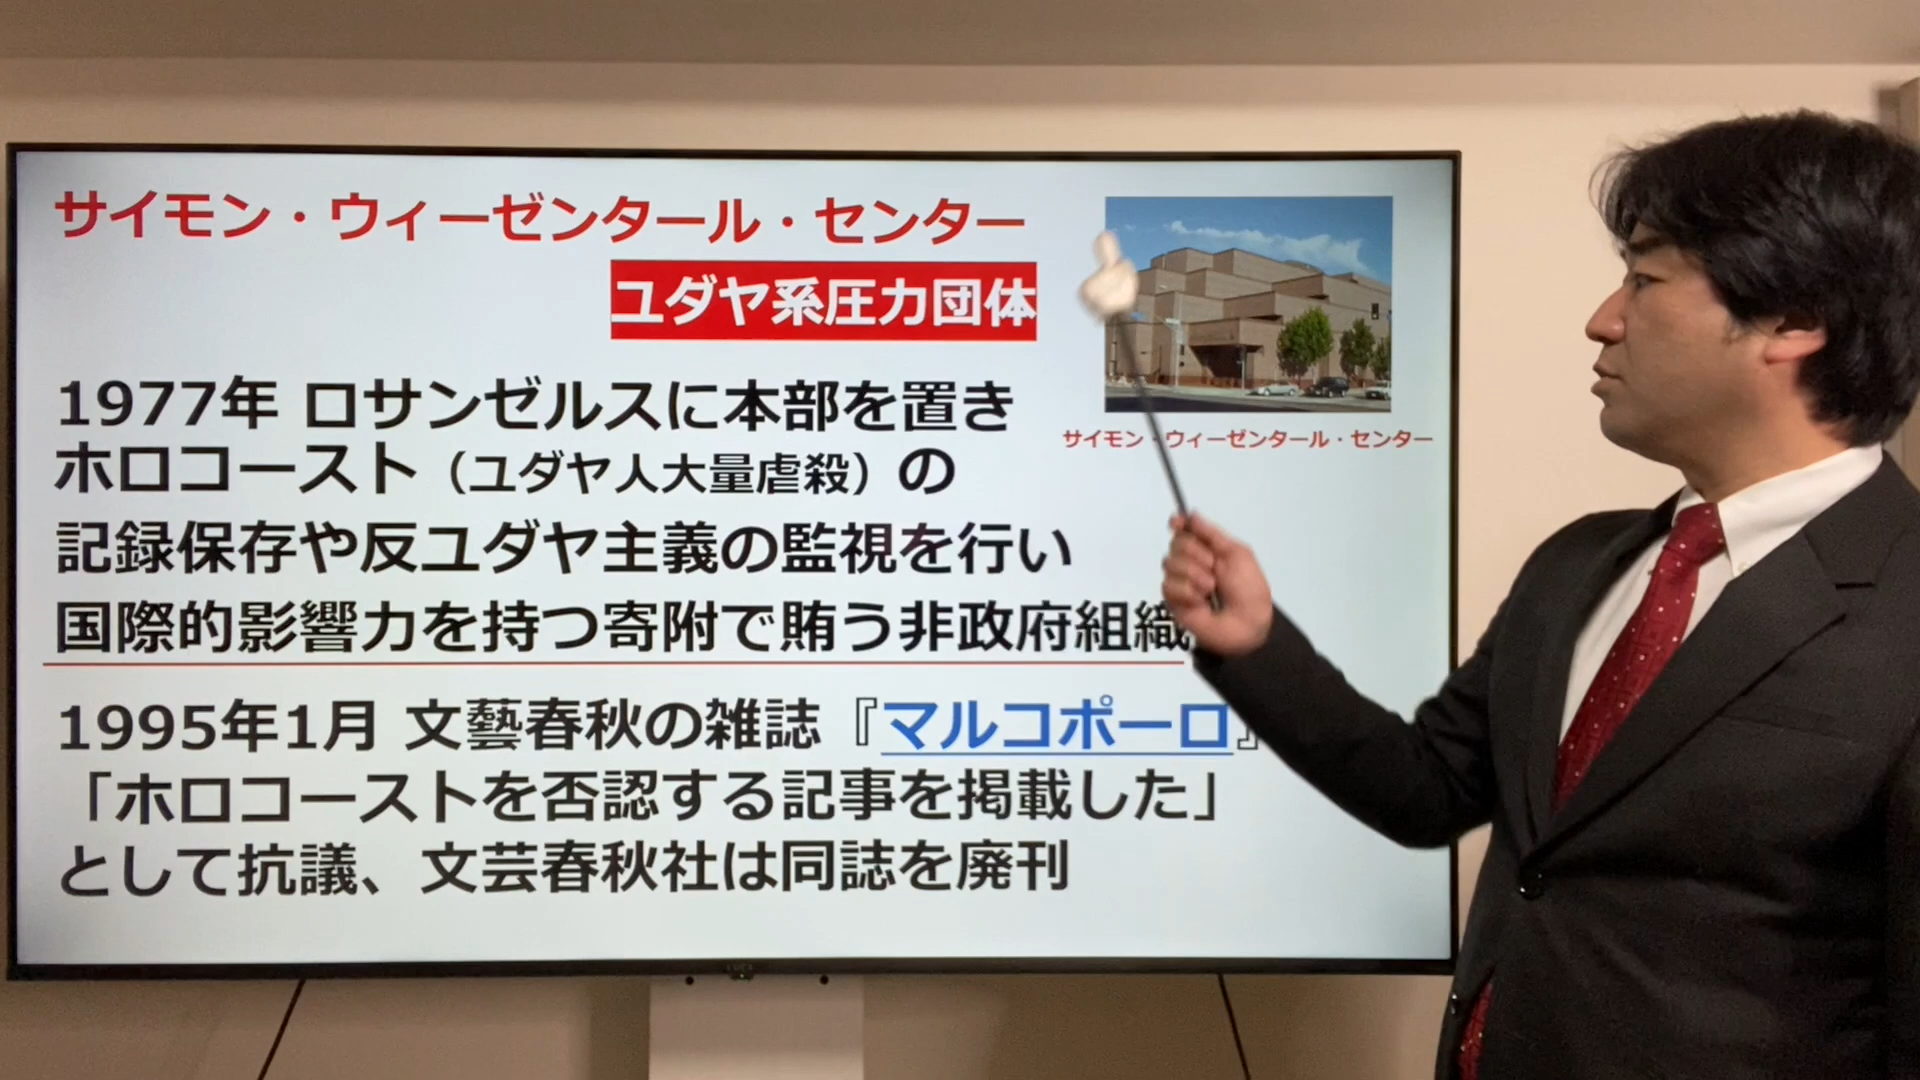 サイモン・ウィーゼンタール・センター
ユダヤ系圧力団体
1977年 ロサンゼルスに本部を置き
ホロコースト（ユダヤ人大量虐殺）の
記録保存や反ユダヤ主義の監視を行い
国際的影響力を持つ寄附で賄う非政府組織
サイモン・ウィーゼンタール・センター
1995年1月 文藝春秋の雑誌『マルコポーロ』
「ホロコーストを否認する記事を掲載した」
として抗議、文芸春秋社は同誌を廃刊